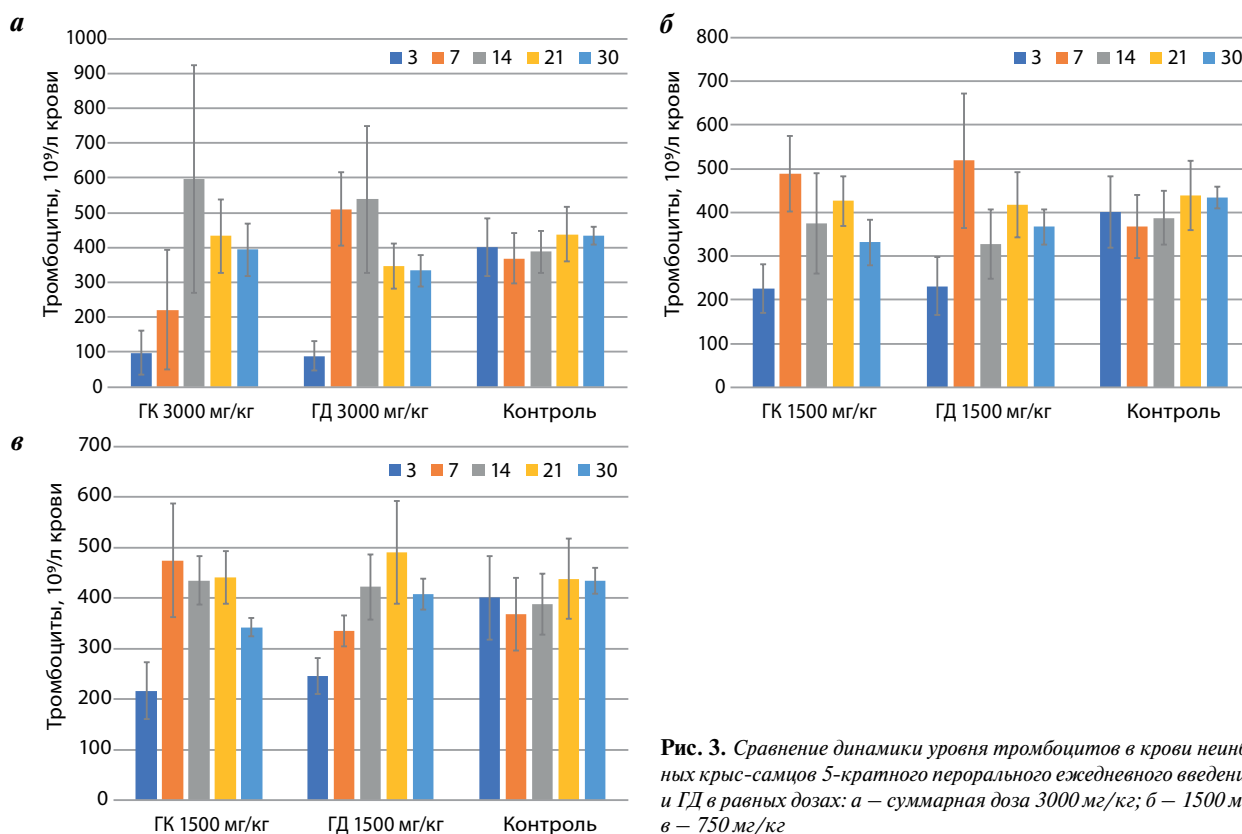 а
Тромбоциты, 10⁹/л крови
1000
900
800
700
600
500
400
300
200
100
0
3 7 14 21 30
ГК 3000 мг/кг ГД 3000 мг/кг Контроль
б
Тромбоциты, 10⁹/л крови
800
700
600
500
400
300
200
100
0
3 7 14 21 30
ГК 1500 мг/кг ГД 1500 мг/кг Контроль
в
Тромбоциты, 10⁹/л крови
700
600
500
400
300
200
100
0
3 7 14 21 30
ГК 1500 мг/кг ГД 1500 мг/кг Контроль
Рис. 3. Сравнение динамики уровня тромбоцитов в крови
ных крыс-самцов 5-кратного перорального ежедневного
и ГД в равных дозах: а – суммарная доза 3000 мг/кг; б – 1500
в – 750 мг/кг